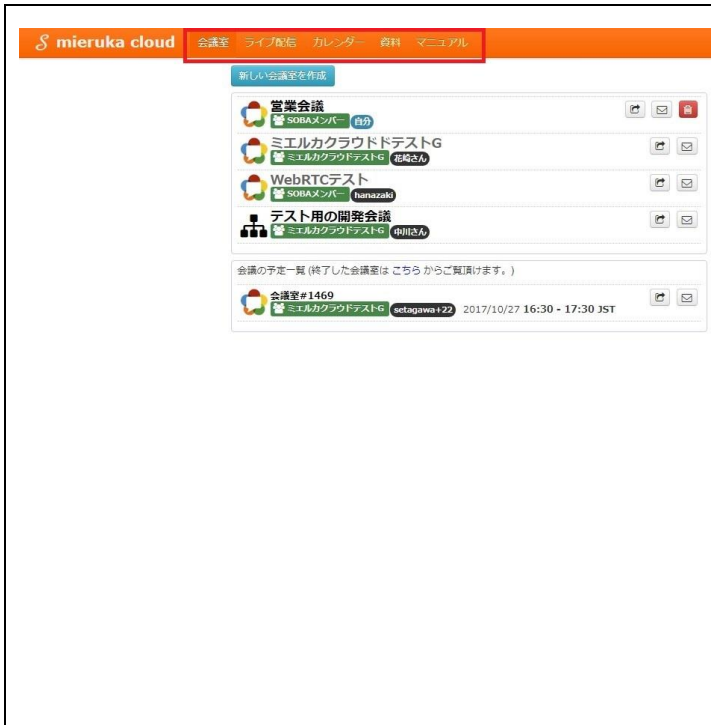 mieruka cloud 会議室 ライブ配信 カレンダー 資料 マニュアル
新しい会議室を作成
営業会議
SOBAメンバー 自分
ミエルカクラウドドテストG
ミエルカクラウドテストG 花崎さん
WebRTCテスト
SOBAメンバー hanazaki
テスト用の開発会議
ミエルカクラウドテストG 中川さん
会議の予定一覧 (終了した会議室は こちら からご覧頂けます。)
会議室#1469
ミエルカクラウドテストG setagawa+22 2017/10/27 16:30 - 17:30 JST